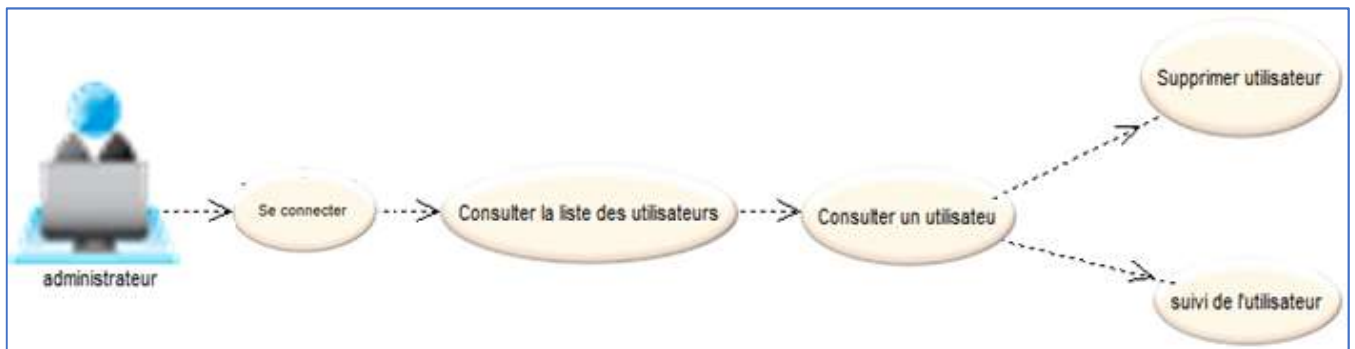 administrateur
Se connecter
Consulter la liste des utilisateurs
Consulter un utilisateu
Supprimer utilisateur
suivi de l'utilisateur